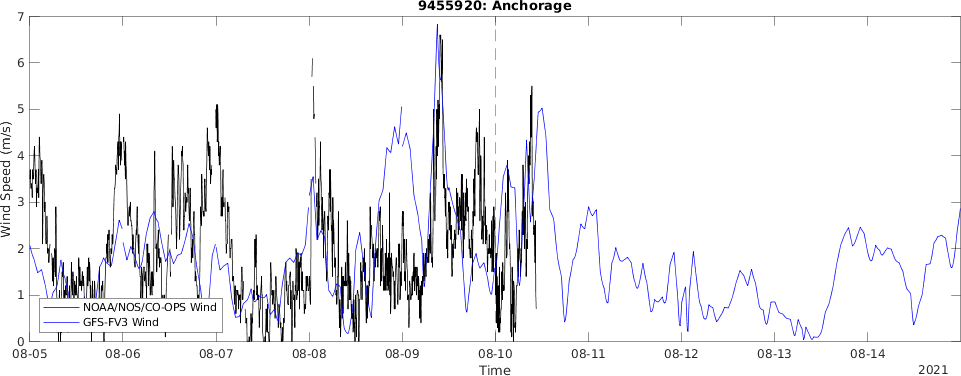 9455920: Anchorage
7
6
5
4
3
2
1
0
Wind Speed (m/s)
NOAA/NOS/CO-OPS Wind
GFS-FV3 Wind
08-05 08-06 08-07 08-08 08-09 08-10 08-11 08-12 08-13 08-14
Time
2021